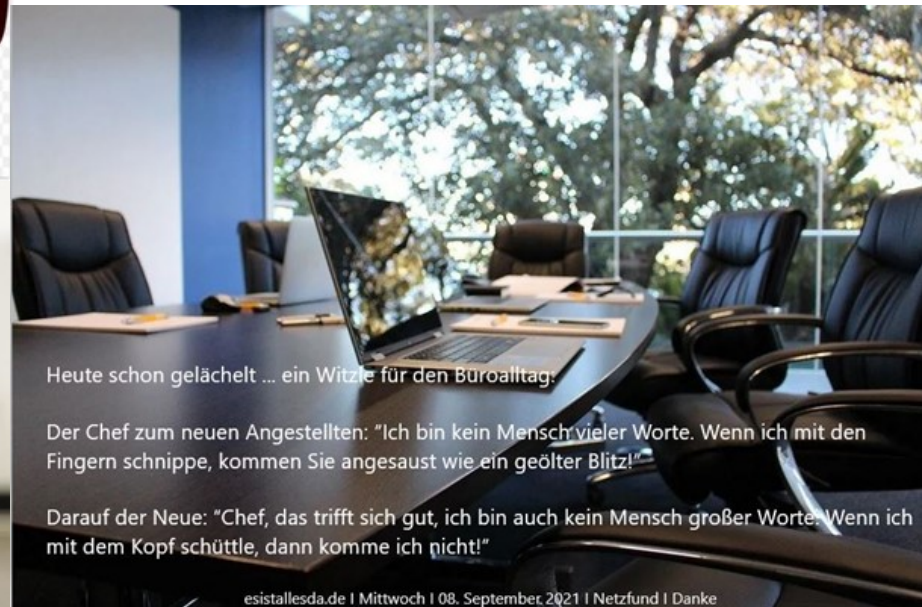 Heute schon gelächelt ... ein Witzle für den Büroalltag:
Der Chef zum neuen Angestellten: "Ich bin kein Mensch vieler Worte. Wenn ich mit den
Fingern schnippe, kommen Sie angesaust wie ein geölter Blitz!"
Darauf der Neue: "Chef, das trifft sich gut, ich bin auch kein Mensch großer Worte. Wenn ich
mit dem Kopf schüttle, dann komme ich nicht!"
esistallesda.de I Mittwoch I 08. September 2021 I Netzfund I Danke